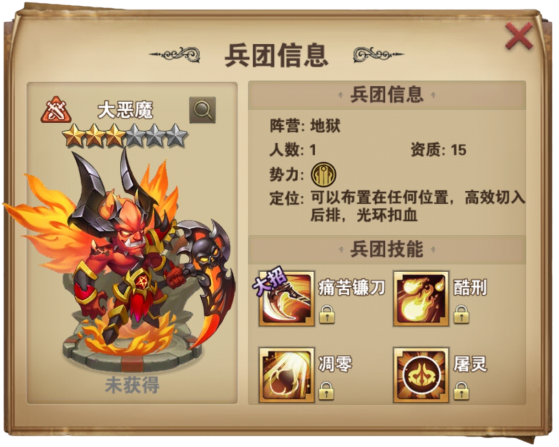 兵团信息
大恶魔
未获得
兵团信息
阵营: 地狱
人数: 1 资质: 15
势力:
定位: 可以布置在任何位置，高效切入
后排，光环扣血
兵团技能
大招 痛苦镰刀 酷刑
凋零 屠灵